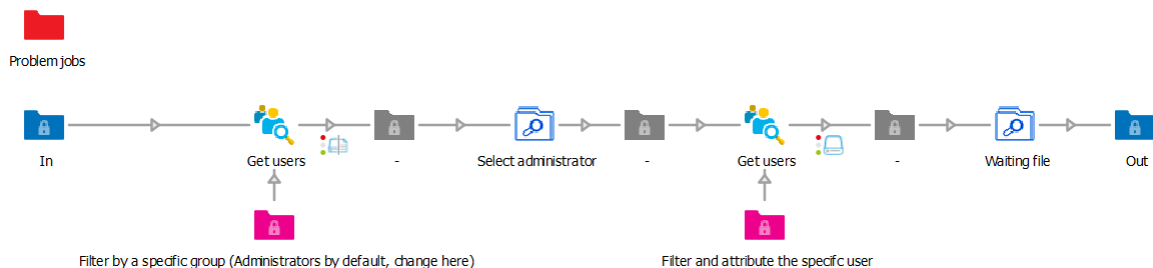 Problem jobs
In
Get users
-
Select administrator
-
Get users
-
Waiting file
Out
Filter by a specific group (Administrators by default, change here)
Filter and attribute the specifc user